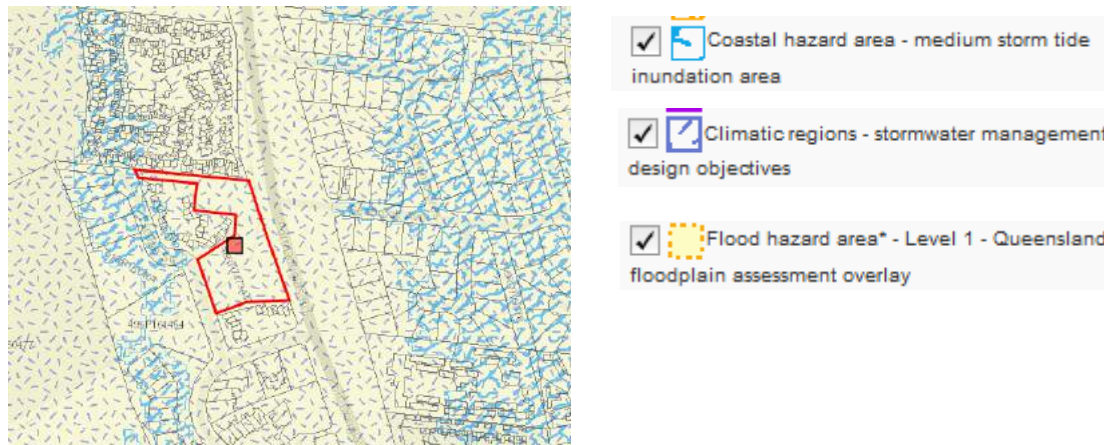 Coastal hazard area - medium storm tide
inundation area
Climatic regions - stormwater management
design objectives
Flood hazard area* - Level 1 - Queensland
floodplain assessment overlay